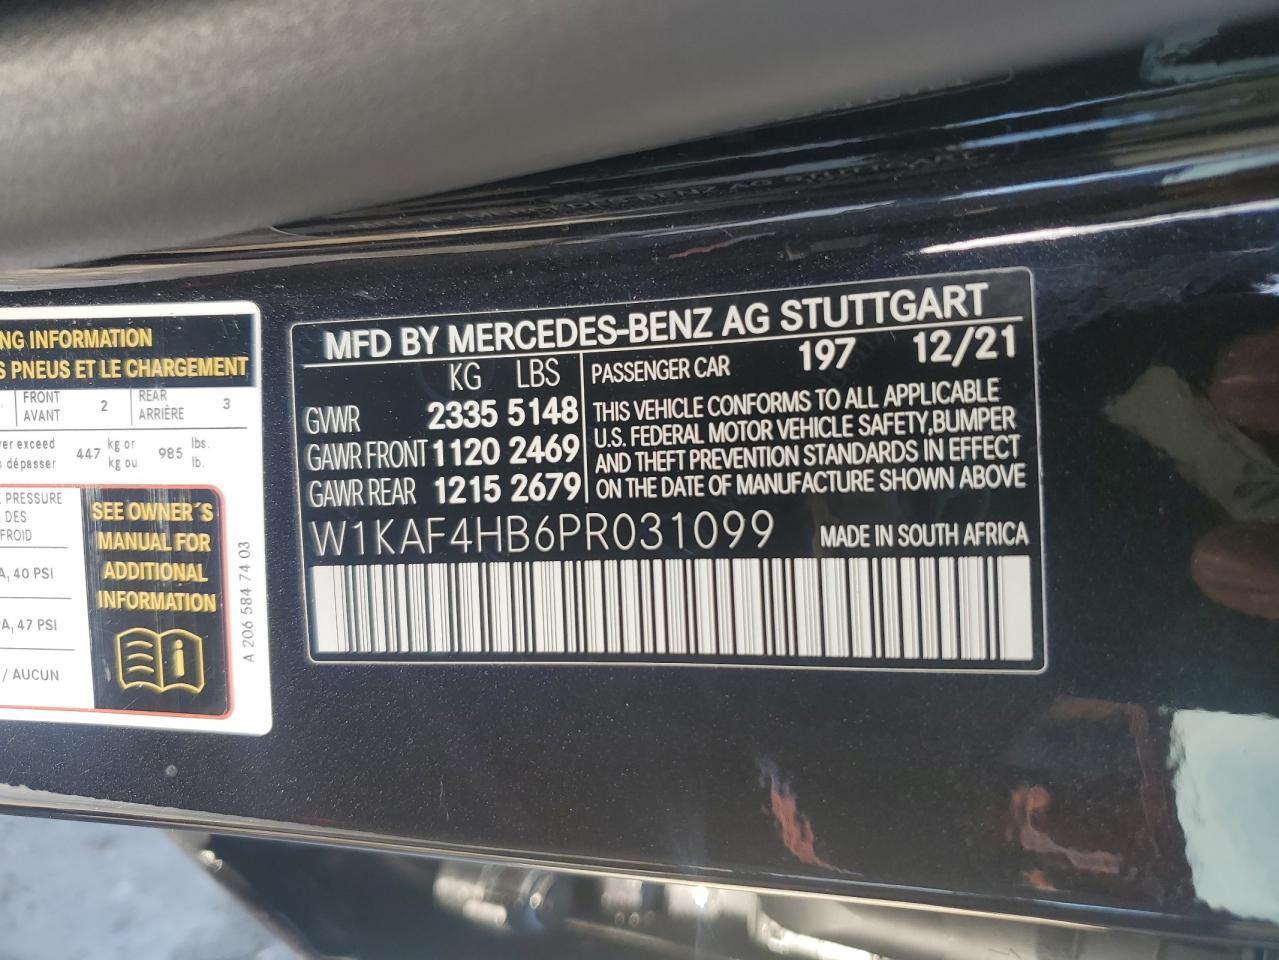 NG INFORMATION
S PNEUS ET LE CHARGEMENT
FRONT
AVANT
2
REAR
ARRIÈRE
3
ver exceed
s dépasser
447
kg or
kg ou
985
lbs.
lb.
E PRESSURE
DES
FROID
A, 40 PSI
A, 47 PSI
/ AUCUN
SEE OWNER´S
MANUAL FOR
ADDITIONAL
INFORMATION
i
A 206 584 74 03
MFD BY MERCEDES-BENZ AG STUTTGART
KG LBS
GVWR 2335 5148
GAWR FRONT 1120 2469
GAWR REAR 1215 2679
PASSENGER CAR 197 12/21
THIS VEHICLE CONFORMS TO ALL APPLICABLE
U.S. FEDERAL MOTOR VEHICLE SAFETY,BUMPER
AND THEFT PREVENTION STANDARDS IN EFFECT
ON THE DATE OF MANUFACTURE SHOWN ABOVE
W1KAF4HB6PR031099 MADE IN SOUTH AFRICA